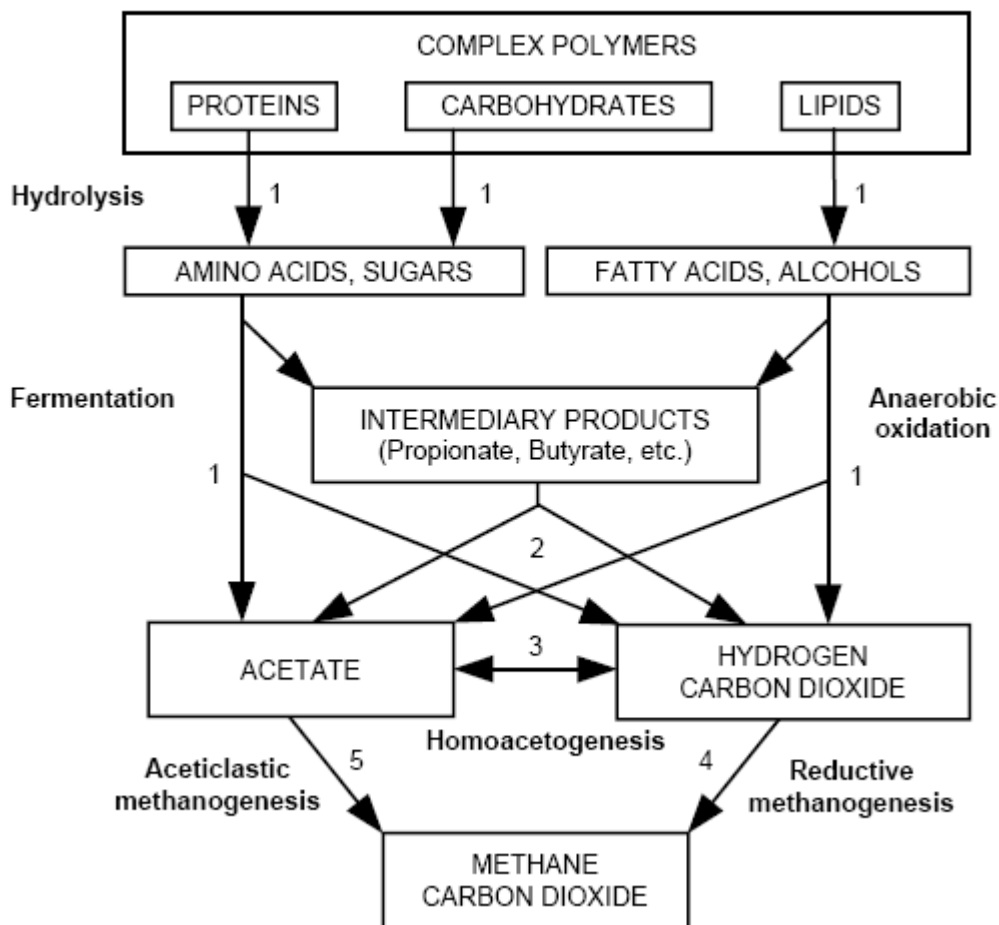 COMPLEX POLYMERS
PROTEINS
CARBOHYDRATES
LIPIDS
Hydrolysis
1
1
1
AMINO ACIDS, SUGARS
FATTY ACIDS, ALCOHOLS
Fermentation
INTERMEDIARY PRODUCTS
(Propionate, Butyrate, etc.)
Anaerobic
oxidation
1
1
2
ACETATE
3
HYDROGEN
CARBON DIOXIDE
Homoacetogenesis
Aceticlastic
methanogenesis
5
4
Reductive
methanogenesis
METHANE
CARBON DIOXIDE